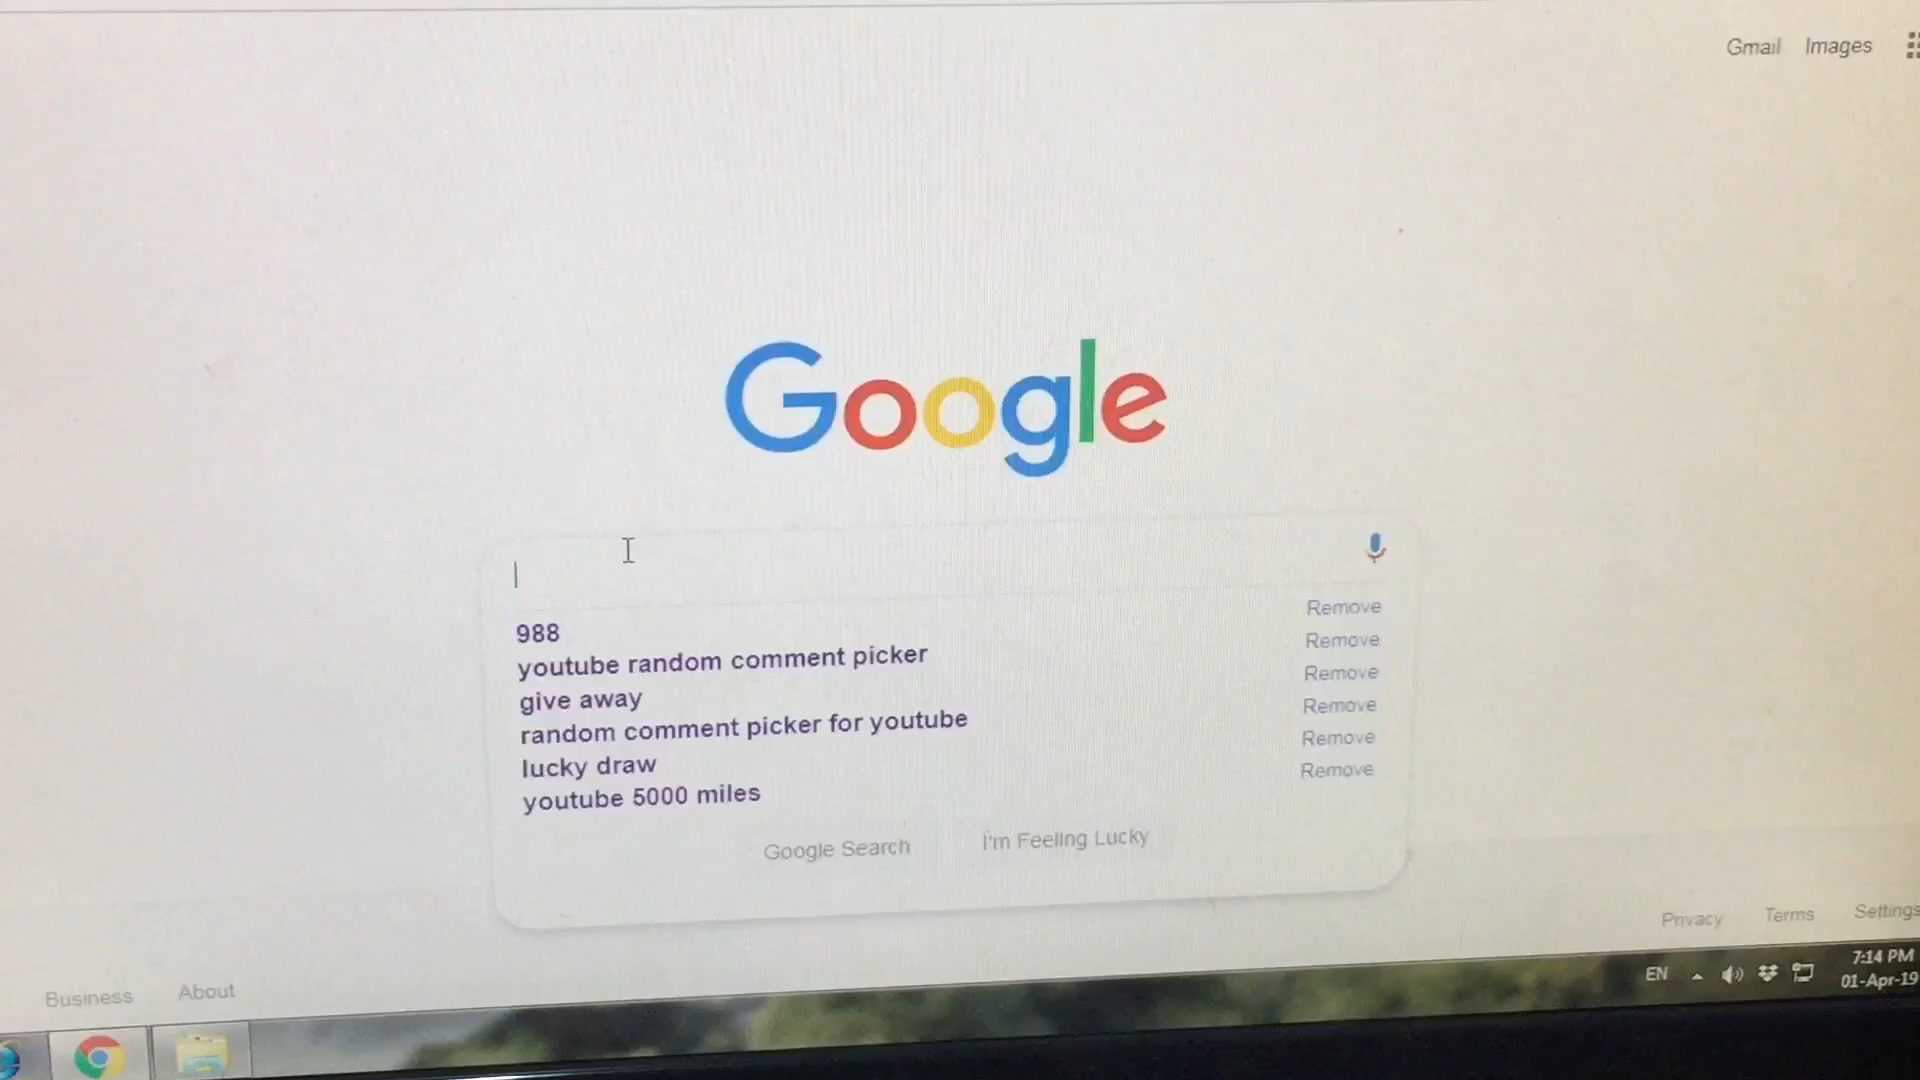 Gmail Images
Google
988 Remove
youtube random comment picker Remove
give away Remove
random comment picker for youtube Remove
lucky draw Remove
youtube 5000 miles Remove
Google Search I'm Feeling Lucky
Privacy Terms Settings
Business About
EN 7:14 PM
01-Apr-19